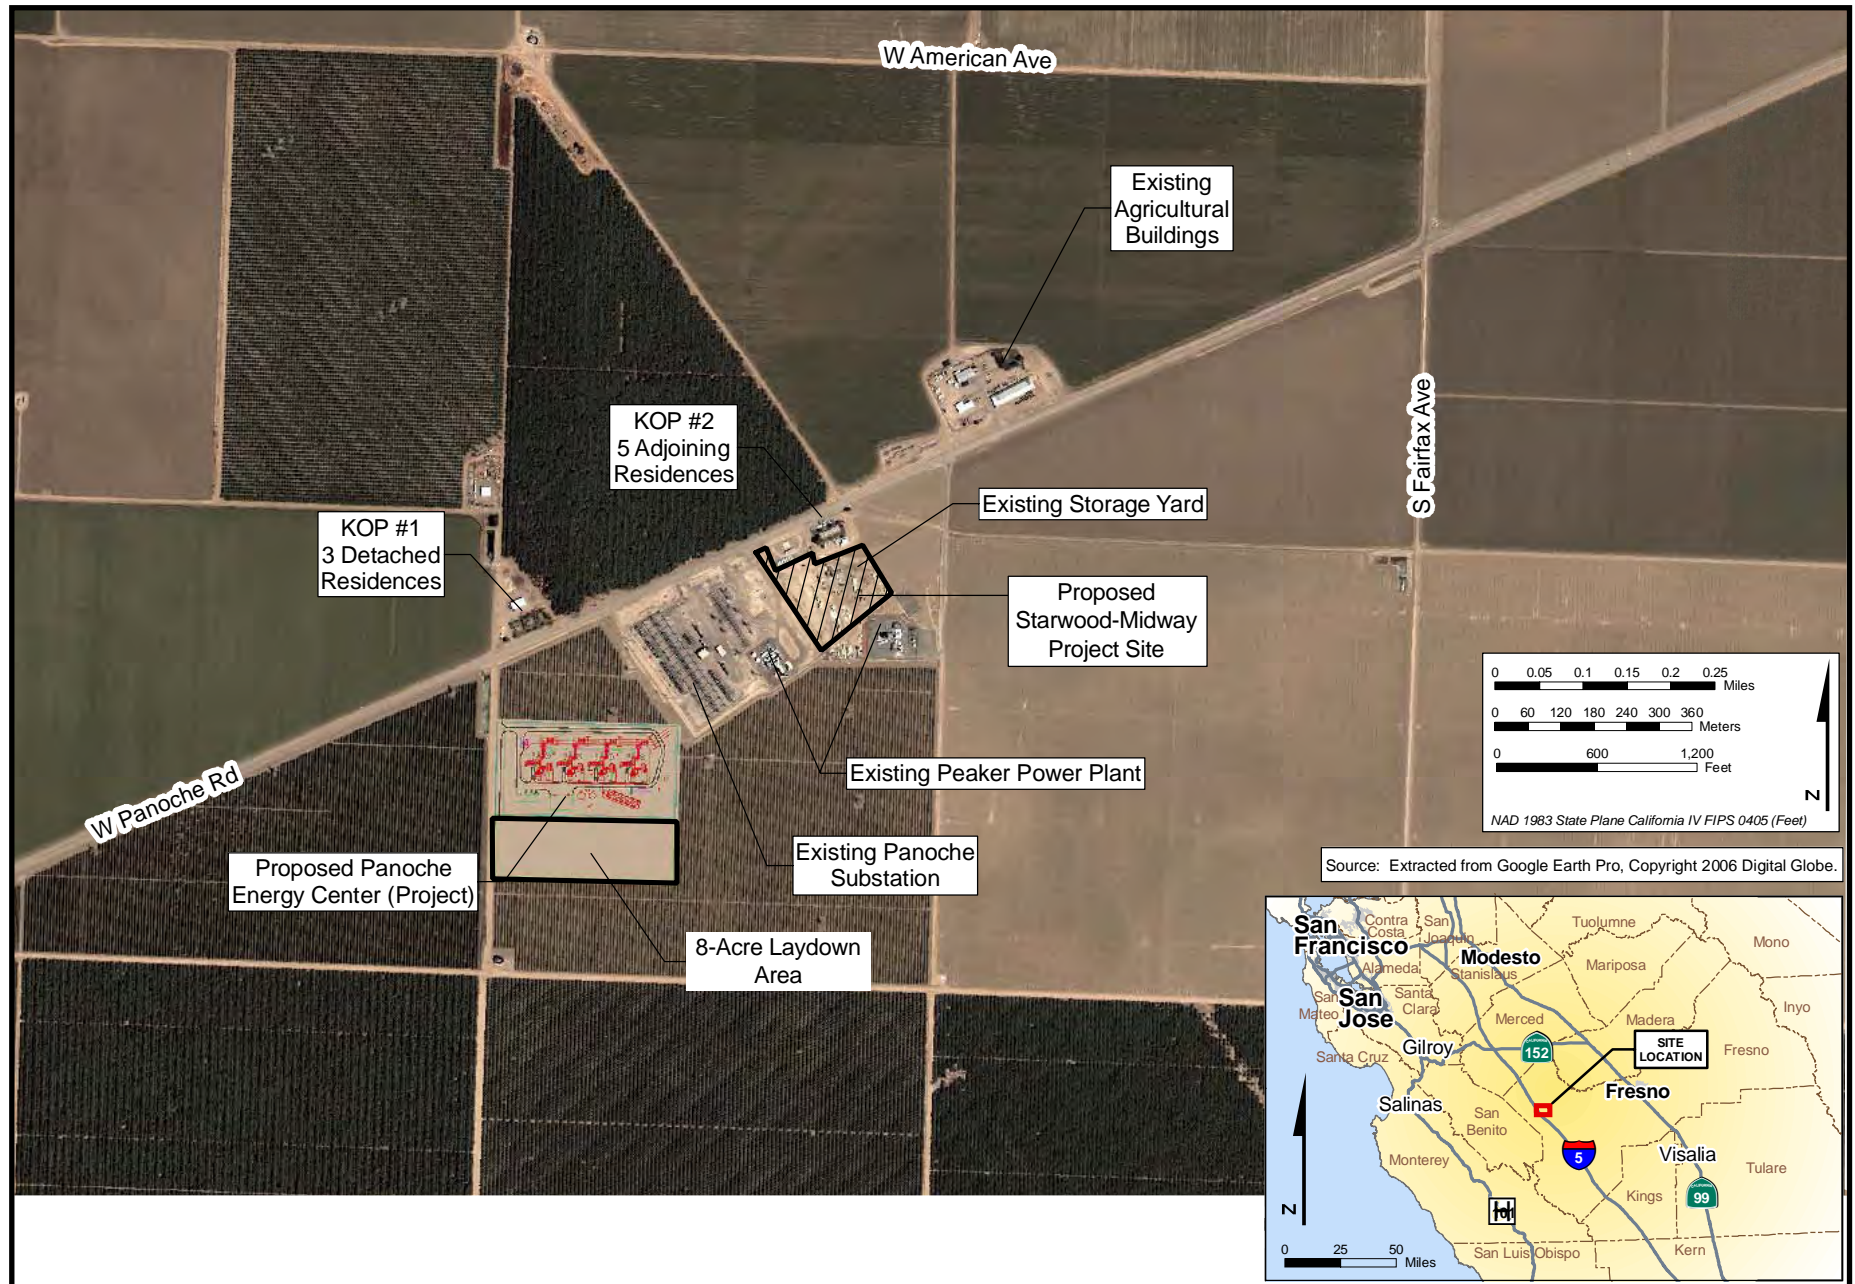 W American Ave
Existing
Agricultural
Buildings
S Fairfax Ave
KOP #2
5 Adjoining
Residences
Existing Storage Yard
KOP #1
3 Detached
Residences
Proposed
Starwood-Midway
Project Site
W Panoche Rd
Existing Peaker Power Plant
Existing Panoche
Substation
Proposed Panoche
Energy Center (Project)
8-Acre Laydown
Area
0 0.05 0.1 0.15 0.2 0.25
Miles
0 60 120 180 240 300 360
Meters
0 600 1,200
Feet
N
NAD 1983 State Plane California IV FIPS 0405 (Feet)
Source: Extracted from Google Earth Pro, Copyright 2006 Digital Globe.
San
Francisco
Contra
Costa
San
Joaquin
Tuolumne
Mono
Modesto
Alameda
Stanislaus
Mariposa
San
Mateo
San
Jose
Santa
Clara
Inyo
Merced
Madera
Santa Cruz
Gilroy
CALIFORNIA
152
SITE
LOCATION
Fresno
Fresno
Salinas
San
Benito
Monterey
5
Visalia
Tulare
Kings
CALIFORNIA
99
101
N
San Luis Obispo
Kern
0 25 50
Miles